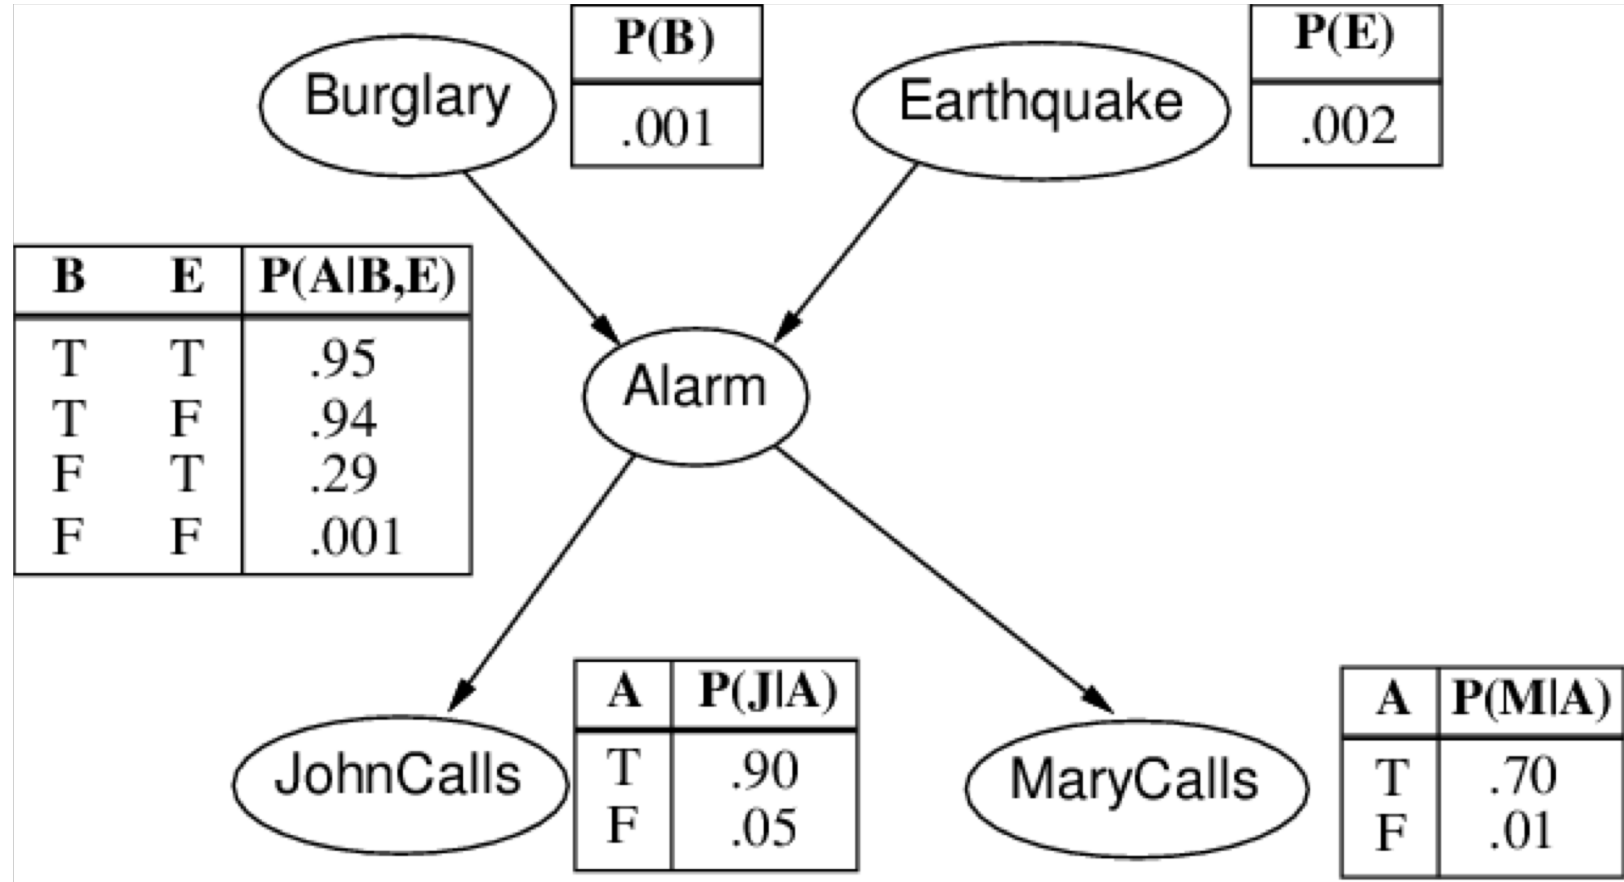 Burglary
P(B)
.001
Earthquake
P(E)
.002
B E P(A|B,E)
T T .95
T F .94
F T .29
F F .001
Alarm
JohnCalls
A P(J|A)
T .90
F .05
MaryCalls
A P(M|A)
T .70
F .01